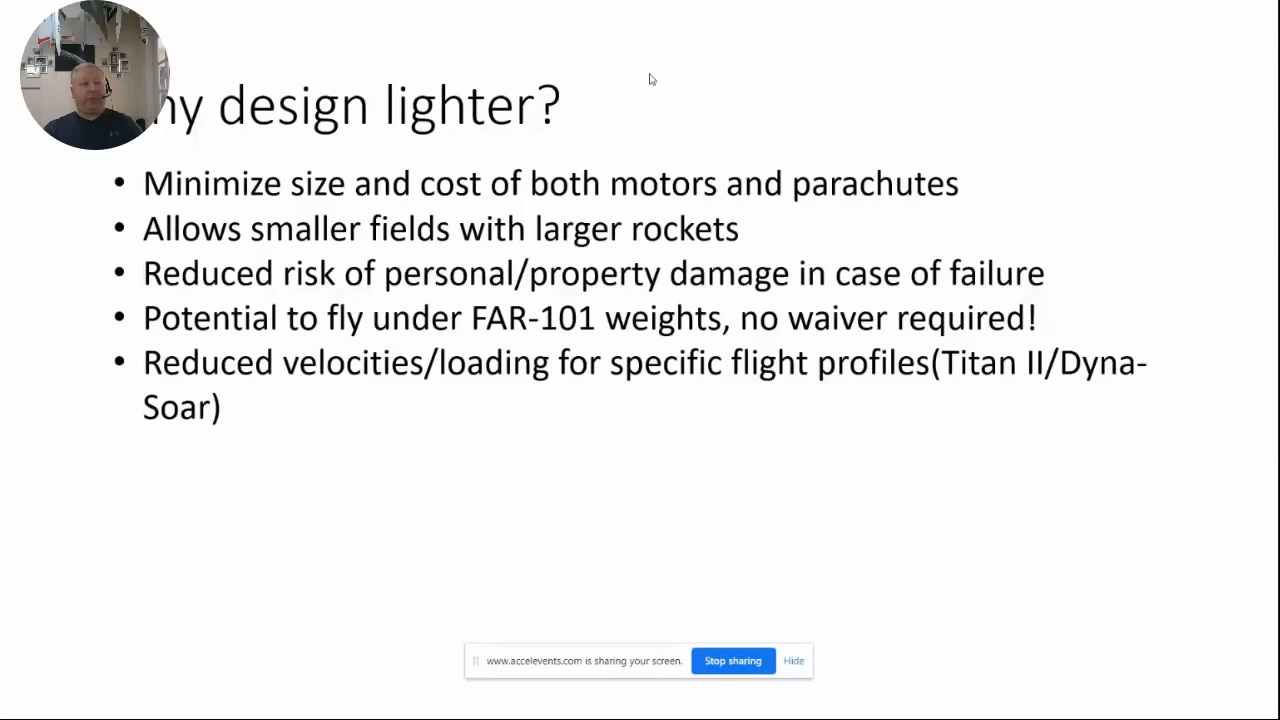 hy design lighter?
• Minimize size and cost of both motors and parachutes
• Allows smaller fields with larger rockets
• Reduced risk of personal/property damage in case of failure
• Potential to fly under FAR-101 weights, no waiver required!
• Reduced velocities/loading for specific flight profiles(Titan II/Dyna-
Soar)
www.accelevents.com is sharing your screen. Stop sharing Hide